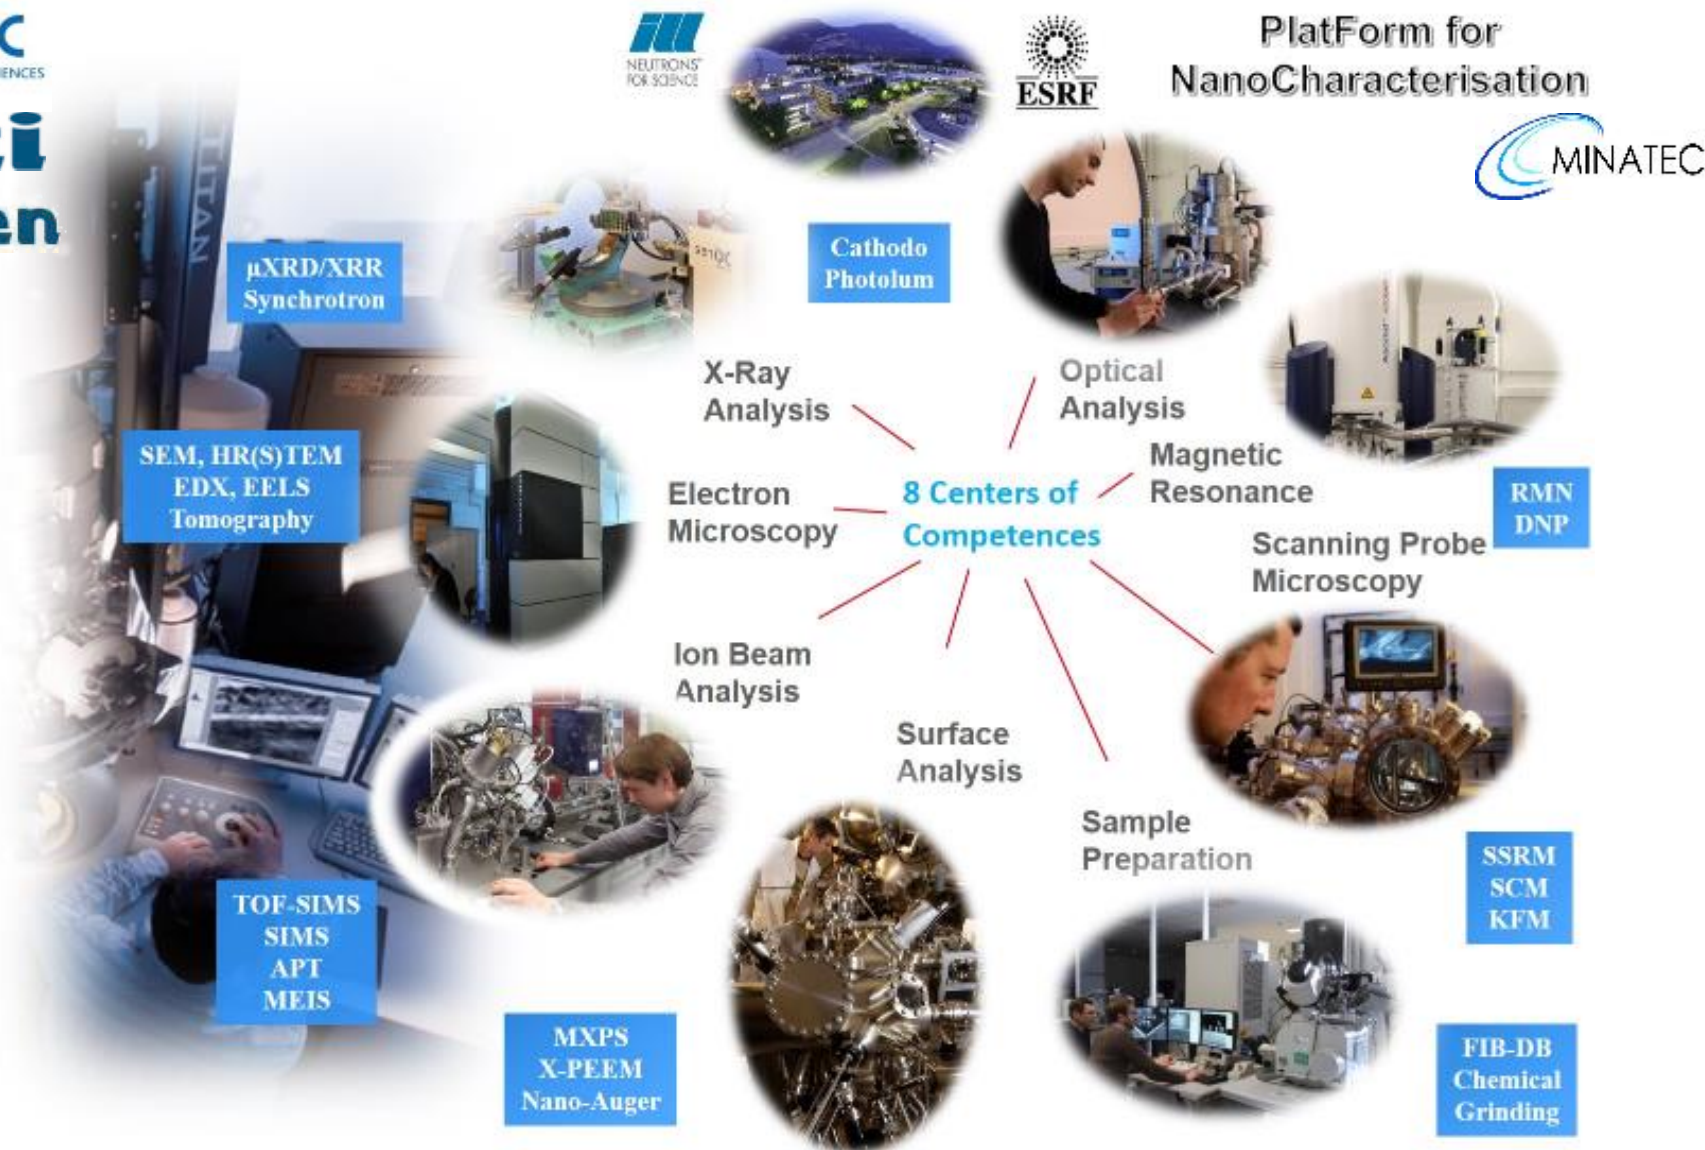 C
IENCES
i
en
NEUTRONS
FOR SCIENCE
ESRF
PlatForm for
NanoCharacterisation
MINATEC
TITAN
µXRD/XRR
Synchrotron
Cathodo
Photolum
X-Ray
Analysis
Optical
Analysis
SEM, HR(S)TEM
EDX, EELS
Tomography
Electron
Microscopy
8 Centers of
Competences
Magnetic
Resonance
RMN
DNP
Scanning Probe
Microscopy
Ion Beam
Analysis
Surface
Analysis
Sample
Preparation
SSRM
SCM
KFM
TOF-SIMS
SIMS
APT
MEIS
MXPS
X-PEEM
Nano-Auger
FIB-DB
Chemical
Grinding